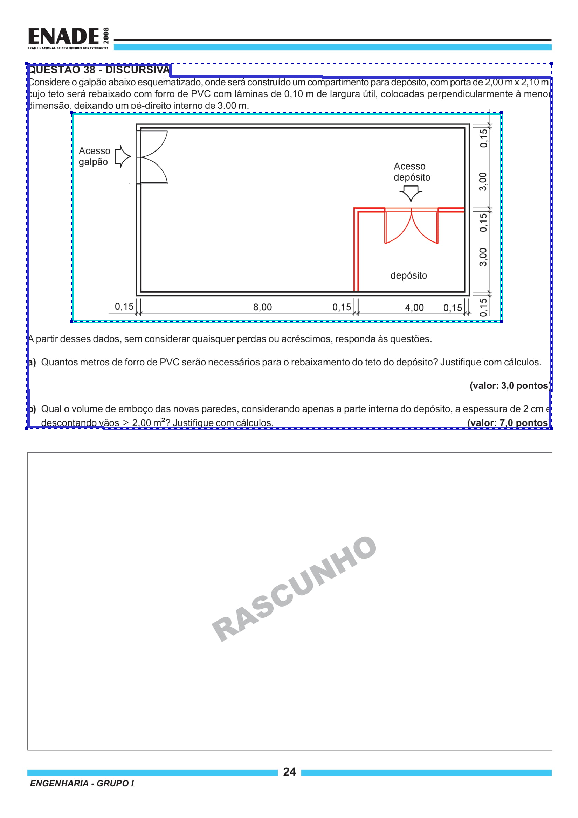 ENADE 2008
EXAME NACIONAL DE DESEMPENHO DOS ESTUDANTES
QUESTÃO 38 - DISCURSIVA
Considere o galpão abaixo esquematizado, onde será construído um compartimento para depósito, com porta de 2,00 m x 2,10 m,
cujo teto será rebaixado com forro de PVC com lâminas de 0,10 m de largura útil, colocadas perpendicularmente à menor
dimensão, deixando um pé-direito interno de 3,00 m.
Acesso
galpão
Acesso
depósito
depósito
0,15
3,00
0,15
3,00
0,15
0,15
8,00
0,15
4,00
0,15
A partir desses dados, sem considerar quaisquer perdas ou acréscimos, responda às questões.
a) Quantos metros de forro de PVC serão necessários para o rebaixamento do teto do depósito? Justifique com cálculos.
(valor: 3,0 pontos)
b) Qual o volume de emboço das novas paredes, considerando apenas a parte interna do depósito, a espessura de 2 cm e
descontando vãos > 2,00 m²? Justifique com cálculos. (valor: 7,0 pontos)
RASCUNHO
24
ENGENHARIA - GRUPO I